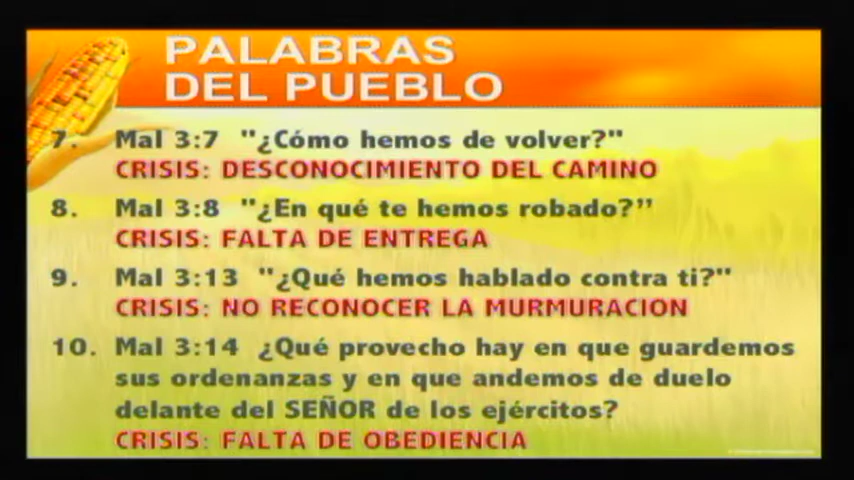 PALABRAS
DEL PUEBLO
7. Mal 3:7 "¿Cómo hemos de volver?"
CRISIS: DESCONOCIMIENTO DEL CAMINO
8. Mal 3:8 "¿En qué te hemos robado?”
CRISIS: FALTA DE ENTREGA
9. Mal 3:13 "¿Qué hemos hablado contra ti?"
CRISIS: NO RECONOCER LA MURMURACION
10. Mal 3:14 ¿Qué provecho hay en que guardemos
sus ordenanzas y en que andemos de duelo
delante del SEÑOR de los ejércitos?
CRISIS: FALTA DE OBEDIENCIA